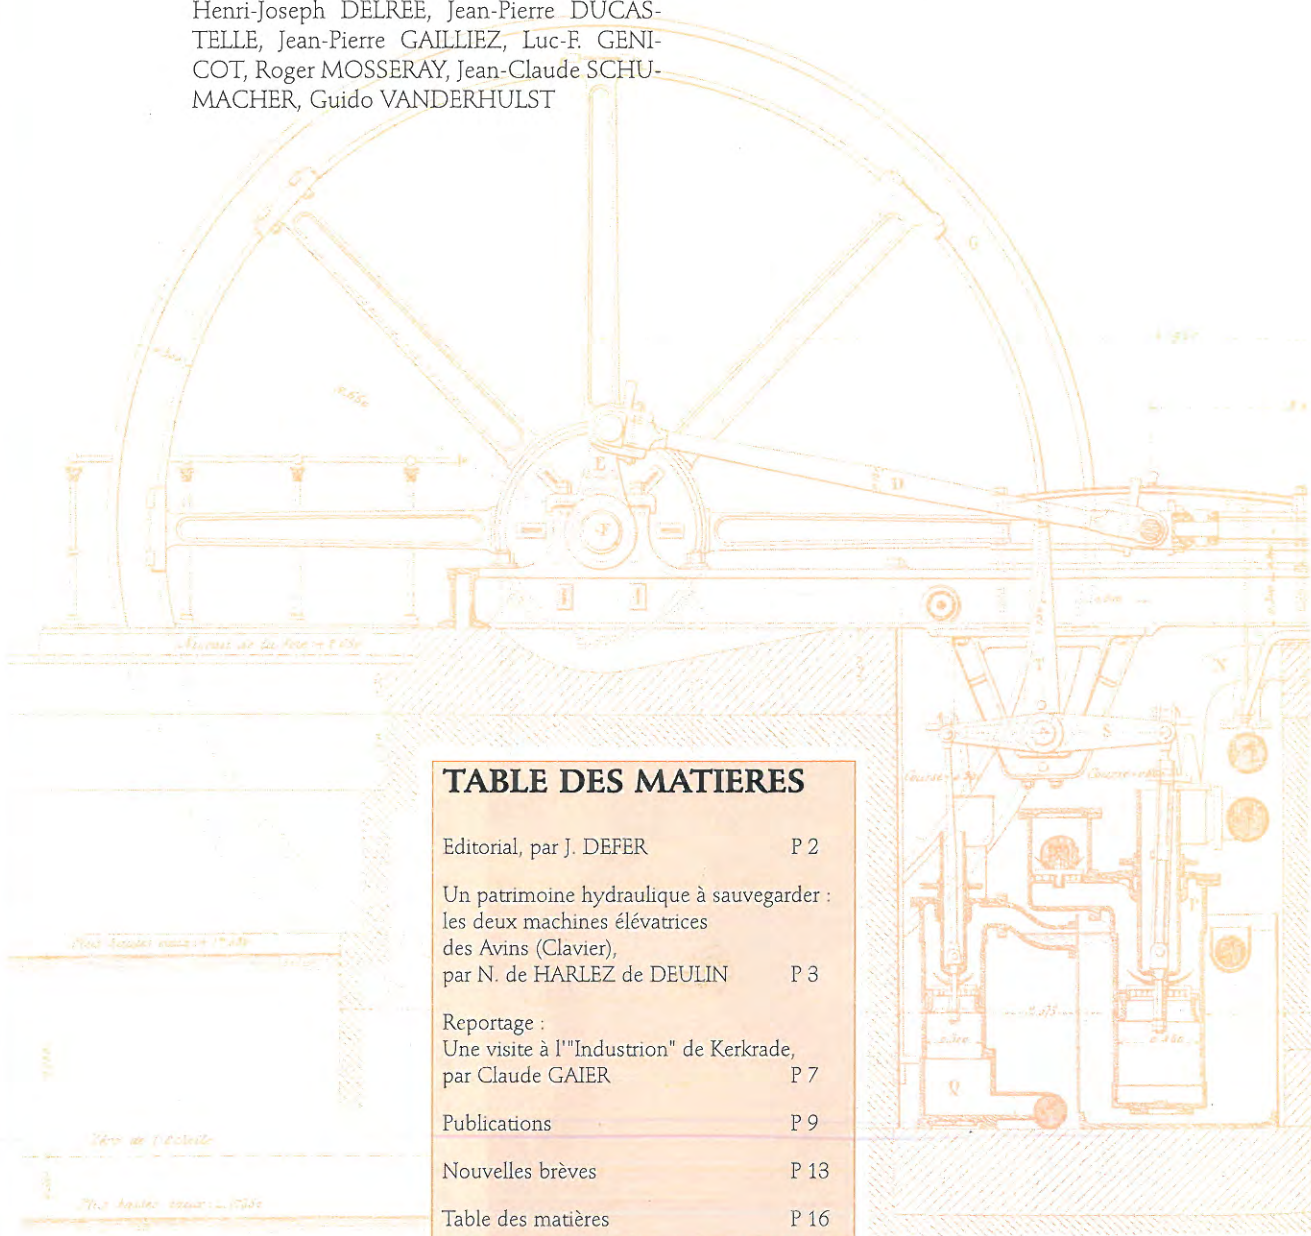 Henri-Joseph DELREE, Jean-Pierre DUCAS-
TELLE, Jean-Pierre GAILLIEZ, Luc-F. GENI-
COT, Roger MOSSERAY, Jean-Claude SCHU-
MACHER, Guido VANDERHULST
G
E
D
F
T
N
S
P
Q
TABLE DES MATIERES
Editorial, par J. DEFER P 2
Un patrimoine hydraulique à sauvegarder :
les deux machines élévatrices
des Avins (Clavier),
par N. de HARLEZ de DEULIN P 3
Reportage :
Une visite à l'"Industrion" de Kerkrade,
par Claude GAIER P 7
Publications P 9
Nouvelles brèves P 13
Table des matières P 16